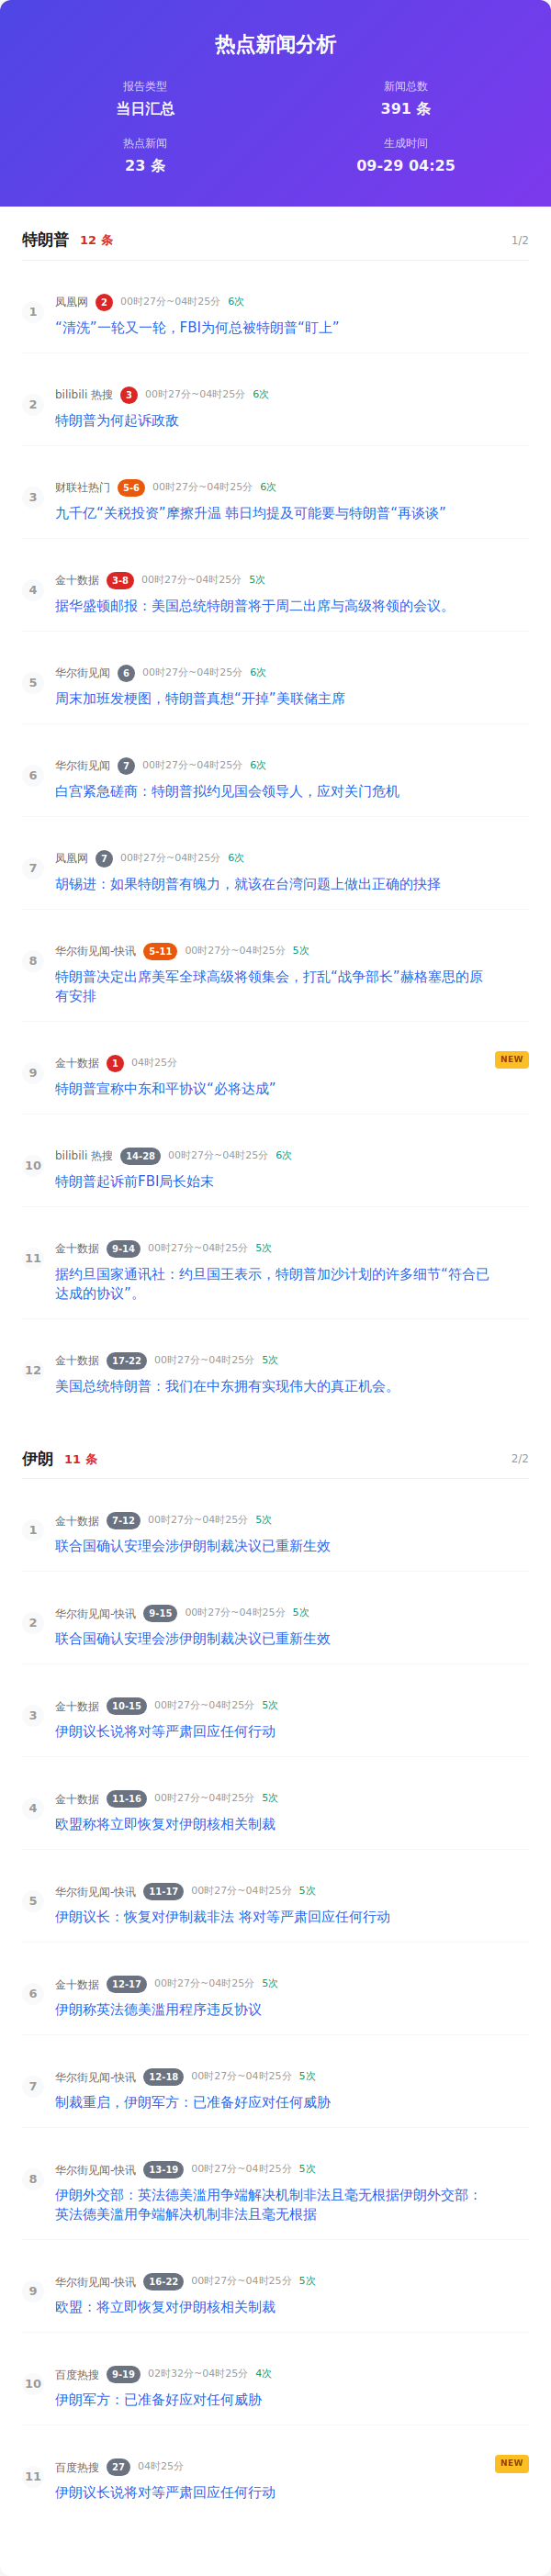 热点新闻分析
报告类型
当日汇总
新闻总数
391 条
热点新闻
23 条
生成时间
09-29 04:25
特朗普 12 条 1/2
1
凤凰网 2 00时27分~04时25分 6次
“清洗”一轮又一轮，FBI为何总被特朗普“盯上”
2
bilibili 热搜 3 00时27分~04时25分 6次
特朗普为何起诉政敌
3
财联社热门 5-6 00时27分~04时25分 6次
九千亿“关税投资”摩擦升温 韩日均提及可能要与特朗普“再谈谈”
4
金十数据 3-8 00时27分~04时25分 5次
据华盛顿邮报：美国总统特朗普将于周二出席与高级将领的会议。
5
华尔街见闻 6 00时27分~04时25分 6次
周末加班发梗图，特朗普真想“开掉”美联储主席
6
华尔街见闻 7 00时27分~04时25分 6次
白宫紧急磋商：特朗普拟约见国会领导人，应对关门危机
7
凤凰网 7 00时27分~04时25分 6次
胡锡进：如果特朗普有魄力，就该在台湾问题上做出正确的抉择
8
华尔街见闻-快讯 5-11 00时27分~04时25分 5次
特朗普决定出席美军全球高级将领集会，打乱“战争部长”赫格塞思的原
有安排
9
金十数据 1 04时25分 NEW
特朗普宣称中东和平协议“必将达成”
10
bilibili 热搜 14-28 00时27分~04时25分 6次
特朗普起诉前FBI局长始末
11
金十数据 9-14 00时27分~04时25分 5次
据约旦国家通讯社：约旦国王表示，特朗普加沙计划的许多细节“符合已
达成的协议”。
12
金十数据 17-22 00时27分~04时25分 5次
美国总统特朗普：我们在中东拥有实现伟大的真正机会。
伊朗 11 条 2/2
1
金十数据 7-12 00时27分~04时25分 5次
联合国确认安理会涉伊朗制裁决议已重新生效
2
华尔街见闻-快讯 9-15 00时27分~04时25分 5次
联合国确认安理会涉伊朗制裁决议已重新生效
3
金十数据 10-15 00时27分~04时25分 5次
伊朗议长说将对等严肃回应任何行动
4
金十数据 11-16 00时27分~04时25分 5次
欧盟称将立即恢复对伊朗核相关制裁
5
华尔街见闻-快讯 11-17 00时27分~04时25分 5次
伊朗议长：恢复对伊制裁非法 将对等严肃回应任何行动
6
金十数据 12-17 00时27分~04时25分 5次
伊朗称英法德美滥用程序违反协议
7
华尔街见闻-快讯 12-18 00时27分~04时25分 5次
制裁重启，伊朗军方：已准备好应对任何威胁
8
华尔街见闻-快讯 13-19 00时27分~04时25分 5次
伊朗外交部：英法德美滥用争端解决机制非法且毫无根据伊朗外交部：
英法德美滥用争端解决机制非法且毫无根据
9
华尔街见闻-快讯 16-22 00时27分~04时25分 5次
欧盟：将立即恢复对伊朗核相关制裁
10
百度热搜 9-19 02时32分~04时25分 4次
伊朗军方：已准备好应对任何威胁
11
百度热搜 27 04时25分 NEW
伊朗议长说将对等严肃回应任何行动